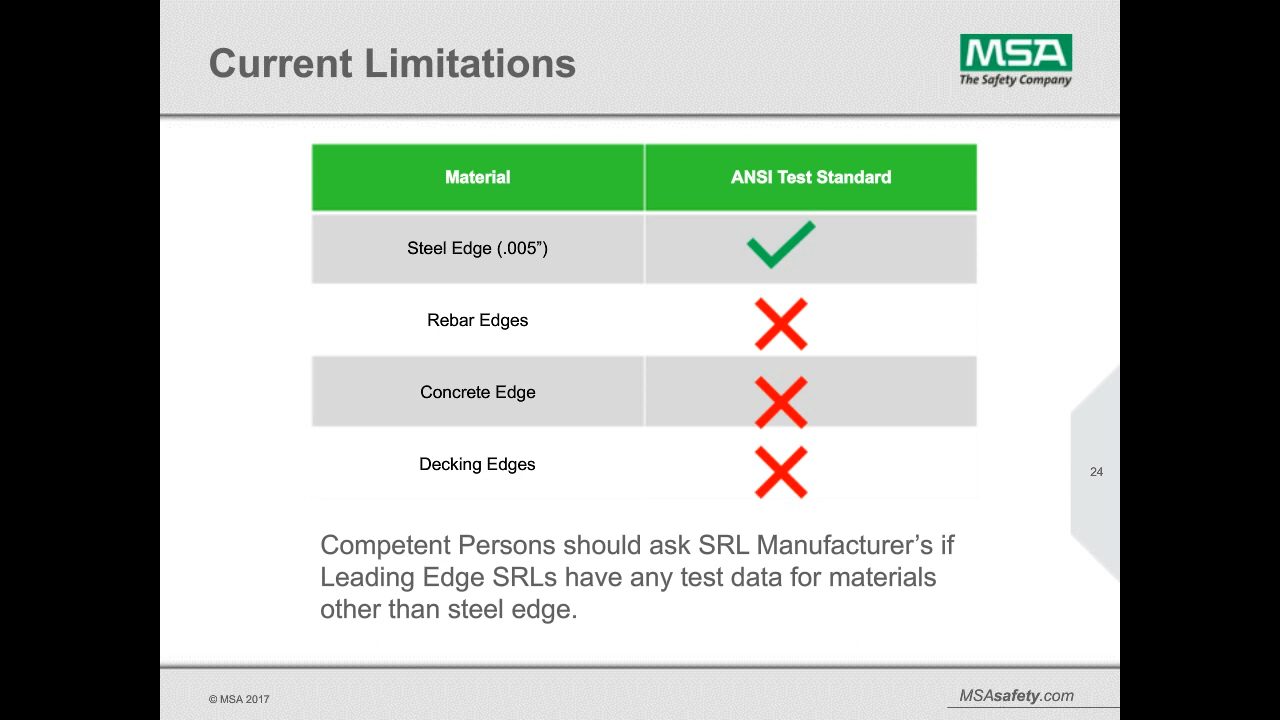 Current Limitations
MSA
The Safety Company
Material
ANSI Test Standard
Steel Edge (.005”)
Rebar Edges
Concrete Edge
Decking Edges
24
Competent Persons should ask SRL Manufacturer’s if
Leading Edge SRLs have any test data for materials
other than steel edge.
© MSA 2017
MSAsafety.com